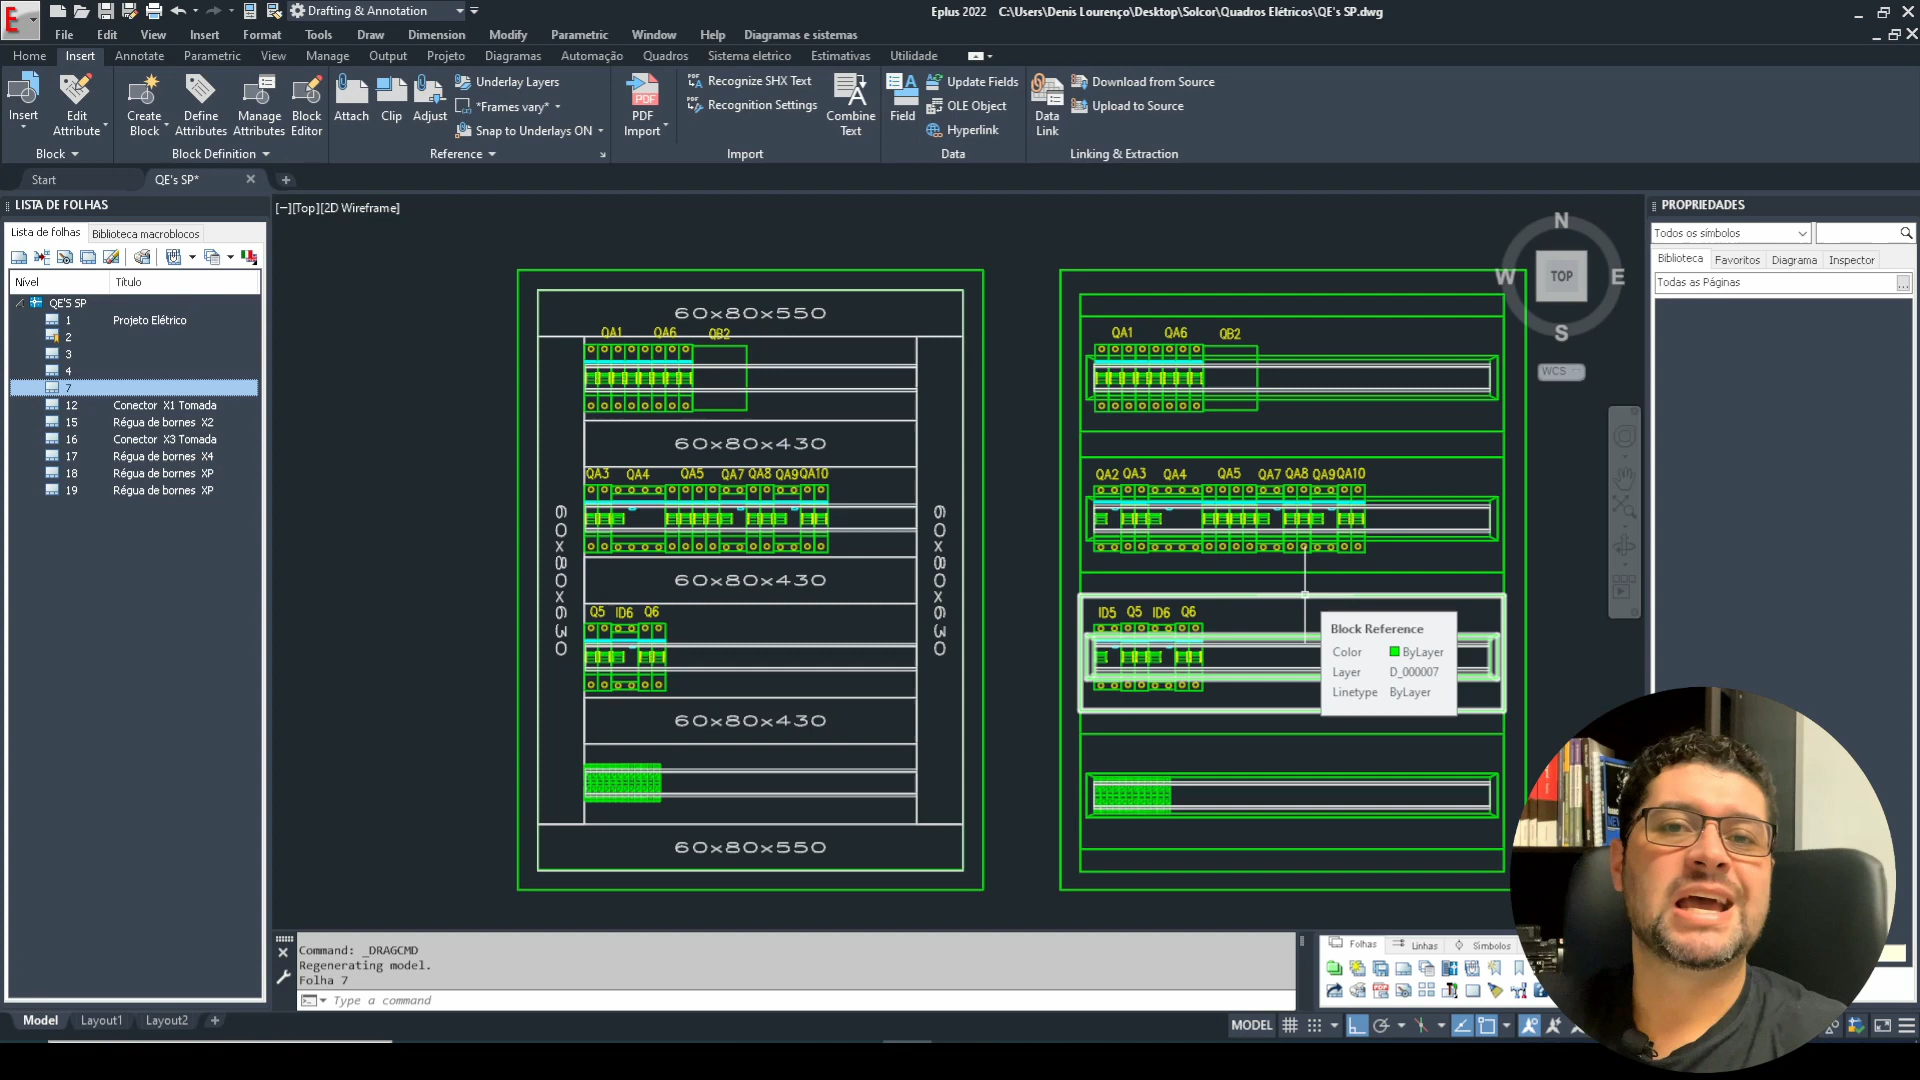 Drafting & Annotation
Eplus 2022 C:\Users\Denis Lourenço\Desktop\Solcor\Quadros Elétricos\QE's SP.dwg
File Edit View Insert Format Tools Draw Dimension Modify Parametric Window Help Diagramas e sistemas
Home Insert Annotate Parametric View Manage Output Projeto Diagramas Automação Quadros Sistema eletrico Estimativas Utilidade
Insert
Edit Attribute
Create Block
Define Attributes
Manage Attributes
Block Editor
Attach
Clip
Adjust
Underlay Layers
*Frames vary*
Snap to Underlays ON
PDF Import
Recognize SHX Text
Recognition Settings
Combine Text
Field
Update Fields
OLE Object
Hyperlink
Data Link
Download from Source
Upload to Source
Block
Block Definition
Reference
Import
Data
Linking & Extraction
Start
QE's SP*
LISTA DE FOLHAS
Lista de folhas
Biblioteca macroblocos
Nível
Título
QE'S SP
1 Projeto Elétrico
2
3
4
7
12 Conector X1 Tomada
15 Régua de bornes X2
16 Conector X3 Tomada
17 Régua de bornes X4
18 Régua de bornes XP
19 Régua de bornes XP
[−][Top][2D Wireframe]
60x80x550
QA1 QA6 QB2
60x80x430
QA3 QA4 QA5 QA7 QA8 QA9 QA10
60x80x630
60x80x630
60x80x430
Q5 ID6 Q6
60x80x430
60x80x550
QA1 QA6 QB2
QA2 QA3 QA4 QA5 QA7 QA8 QA9 QA10
ID5 Q5 ID6 Q6
Block Reference
Color ByLayer
Layer D_000007
Linetype ByLayer
N
W
TOP
E
S
WCS
PROPRIEDADES
Todos os símbolos
Biblioteca
Favoritos
Diagrama
Inspector
Todas as Páginas
...
Command: _DRAGCMD
Regenerating model.
Folha 7
Type a command
Folhas
Linhas
Símbolos
Model
Layout1
Layout2
MODEL